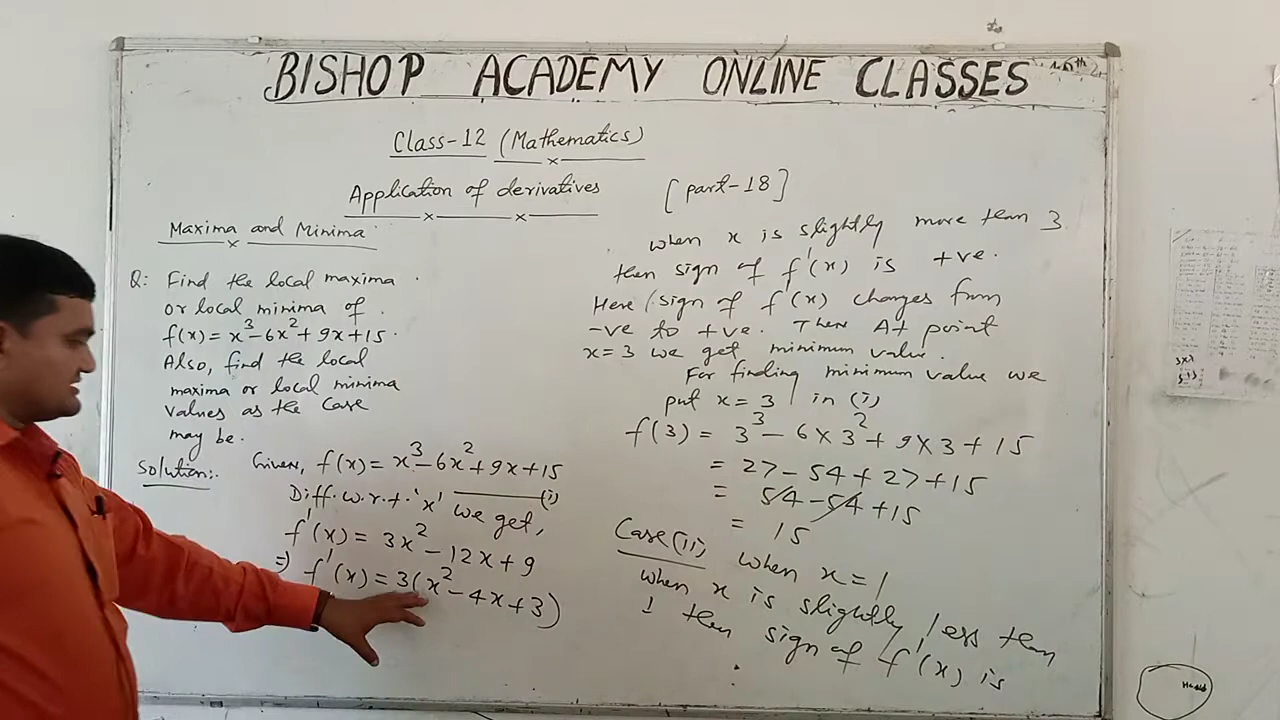 BISHOP ACADEMY ONLINE CLASSES
Class-12 (Mathematics)
Application of derivatives [part-18]
Maxima and Minima
Q: Find the local maxima
or local minima of
f(x) = x³-6x²+9x+15.
Also, find the local
maxima or local minima
values as the case
may be.
Solution:- Given, f(x) = x³-6x²+9x+15 —(i)
Diff. w.r.t. 'x' we get,
f'(x) = 3x² - 12x + 9
⇒ f'(x) = 3(x² - 4x + 3)
when x is slightly more than 3
then sign of f'(x) is +ve.
Here sign of f'(x) changes from
-ve to +ve. Then At point
x=3 we get minimum value.
For finding minimum value we
put x = 3 in (i)
f(3) = 3³ - 6×3² + 9×3 + 15
= 27 - 54 + 27 + 15
= 54 - 54 + 15
= 15
Case (ii) when x = 1
when x is slightly less than
1 then sign of f'(x) is